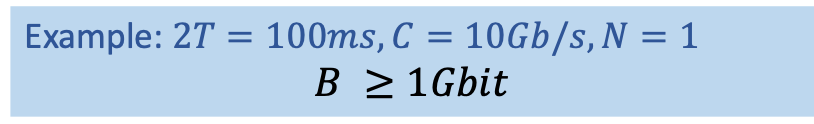 Example: 2T = 100ms, C = 10Gb/s, N = 1
B ≥ 1Gbit